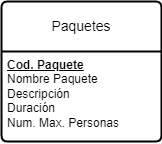 Paquetes
Cod. Paquete
Nombre Paquete
Descripción
Duración
Num. Max. Personas